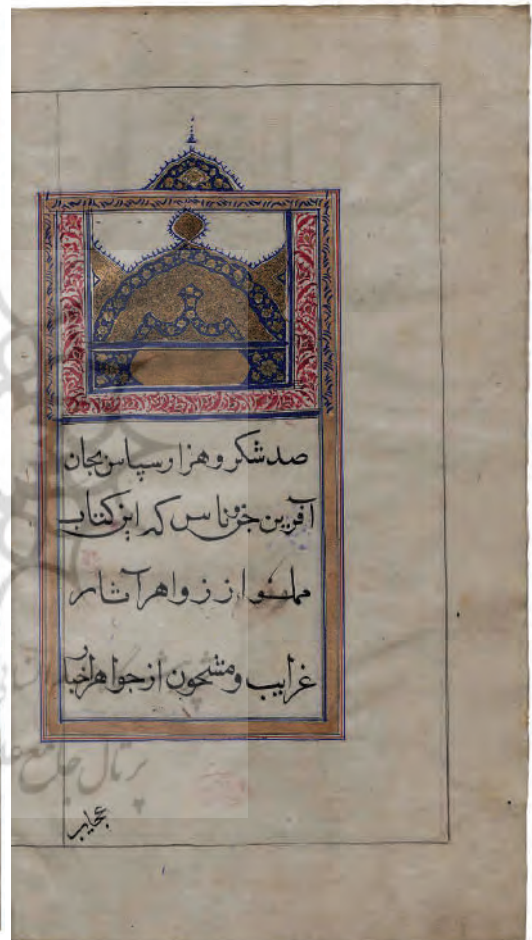 صد شکر و هزار سپاس بجان
آفرین جن و ناس که این کتاب
مملو از زواهر آثار
غرایب و مشحون از جواهر اخبار
عجایب